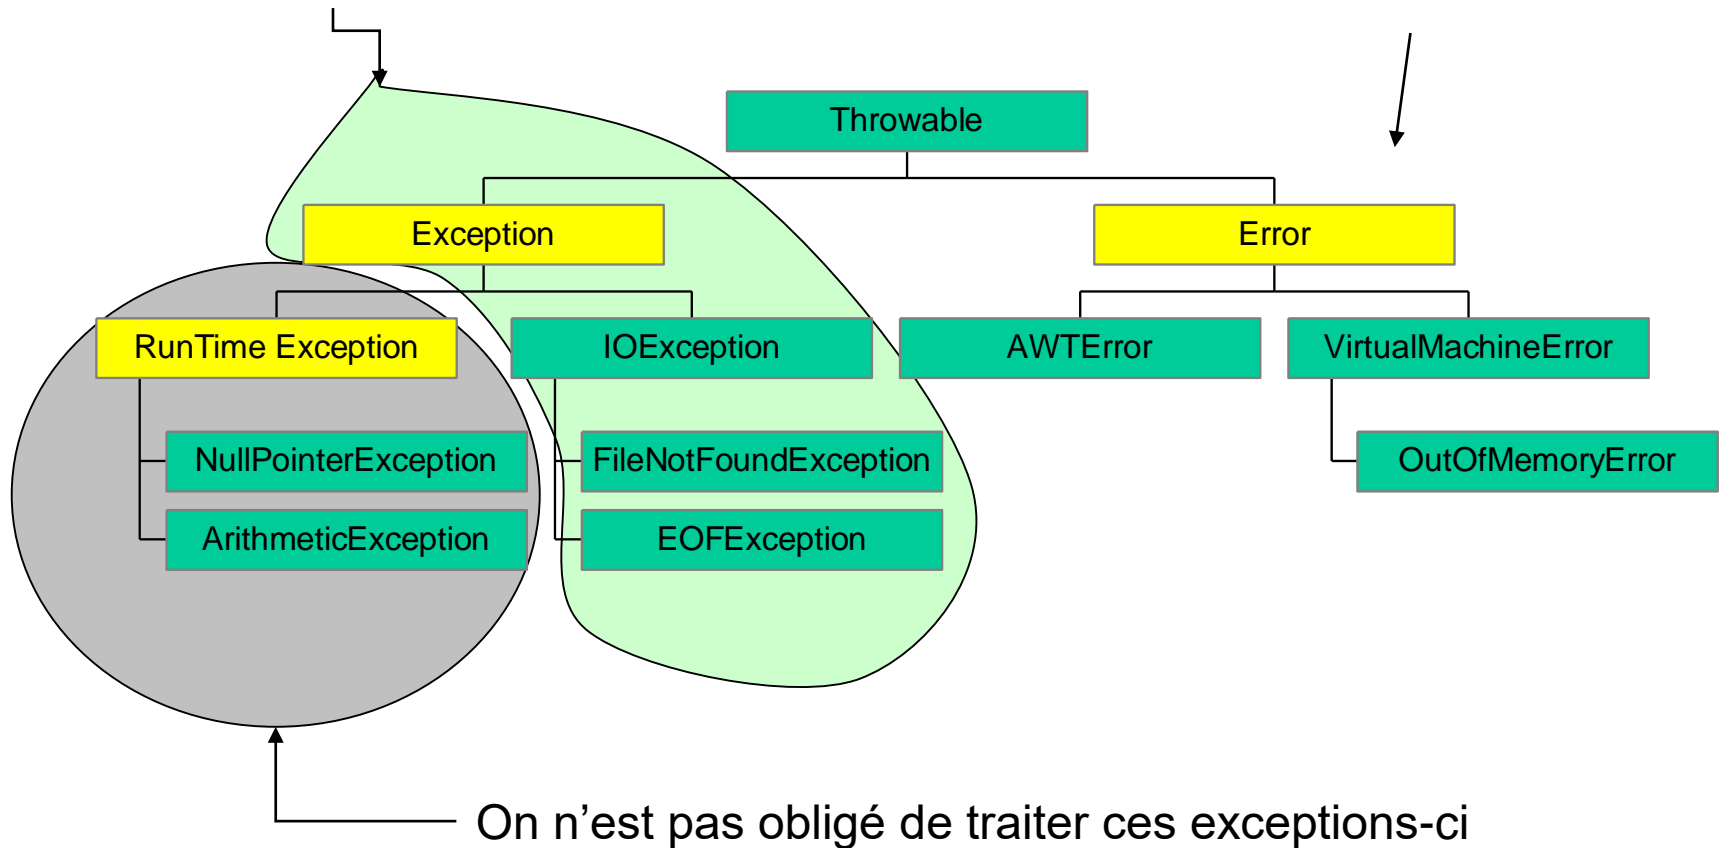 Throwable
Exception
Error
RunTime Exception
IOException
AWTError
VirtualMachineError
NullPointerException
FileNotFoundException
OutOfMemoryError
ArithmeticException
EOFException
On n’est pas obligé de traiter ces exceptions-ci